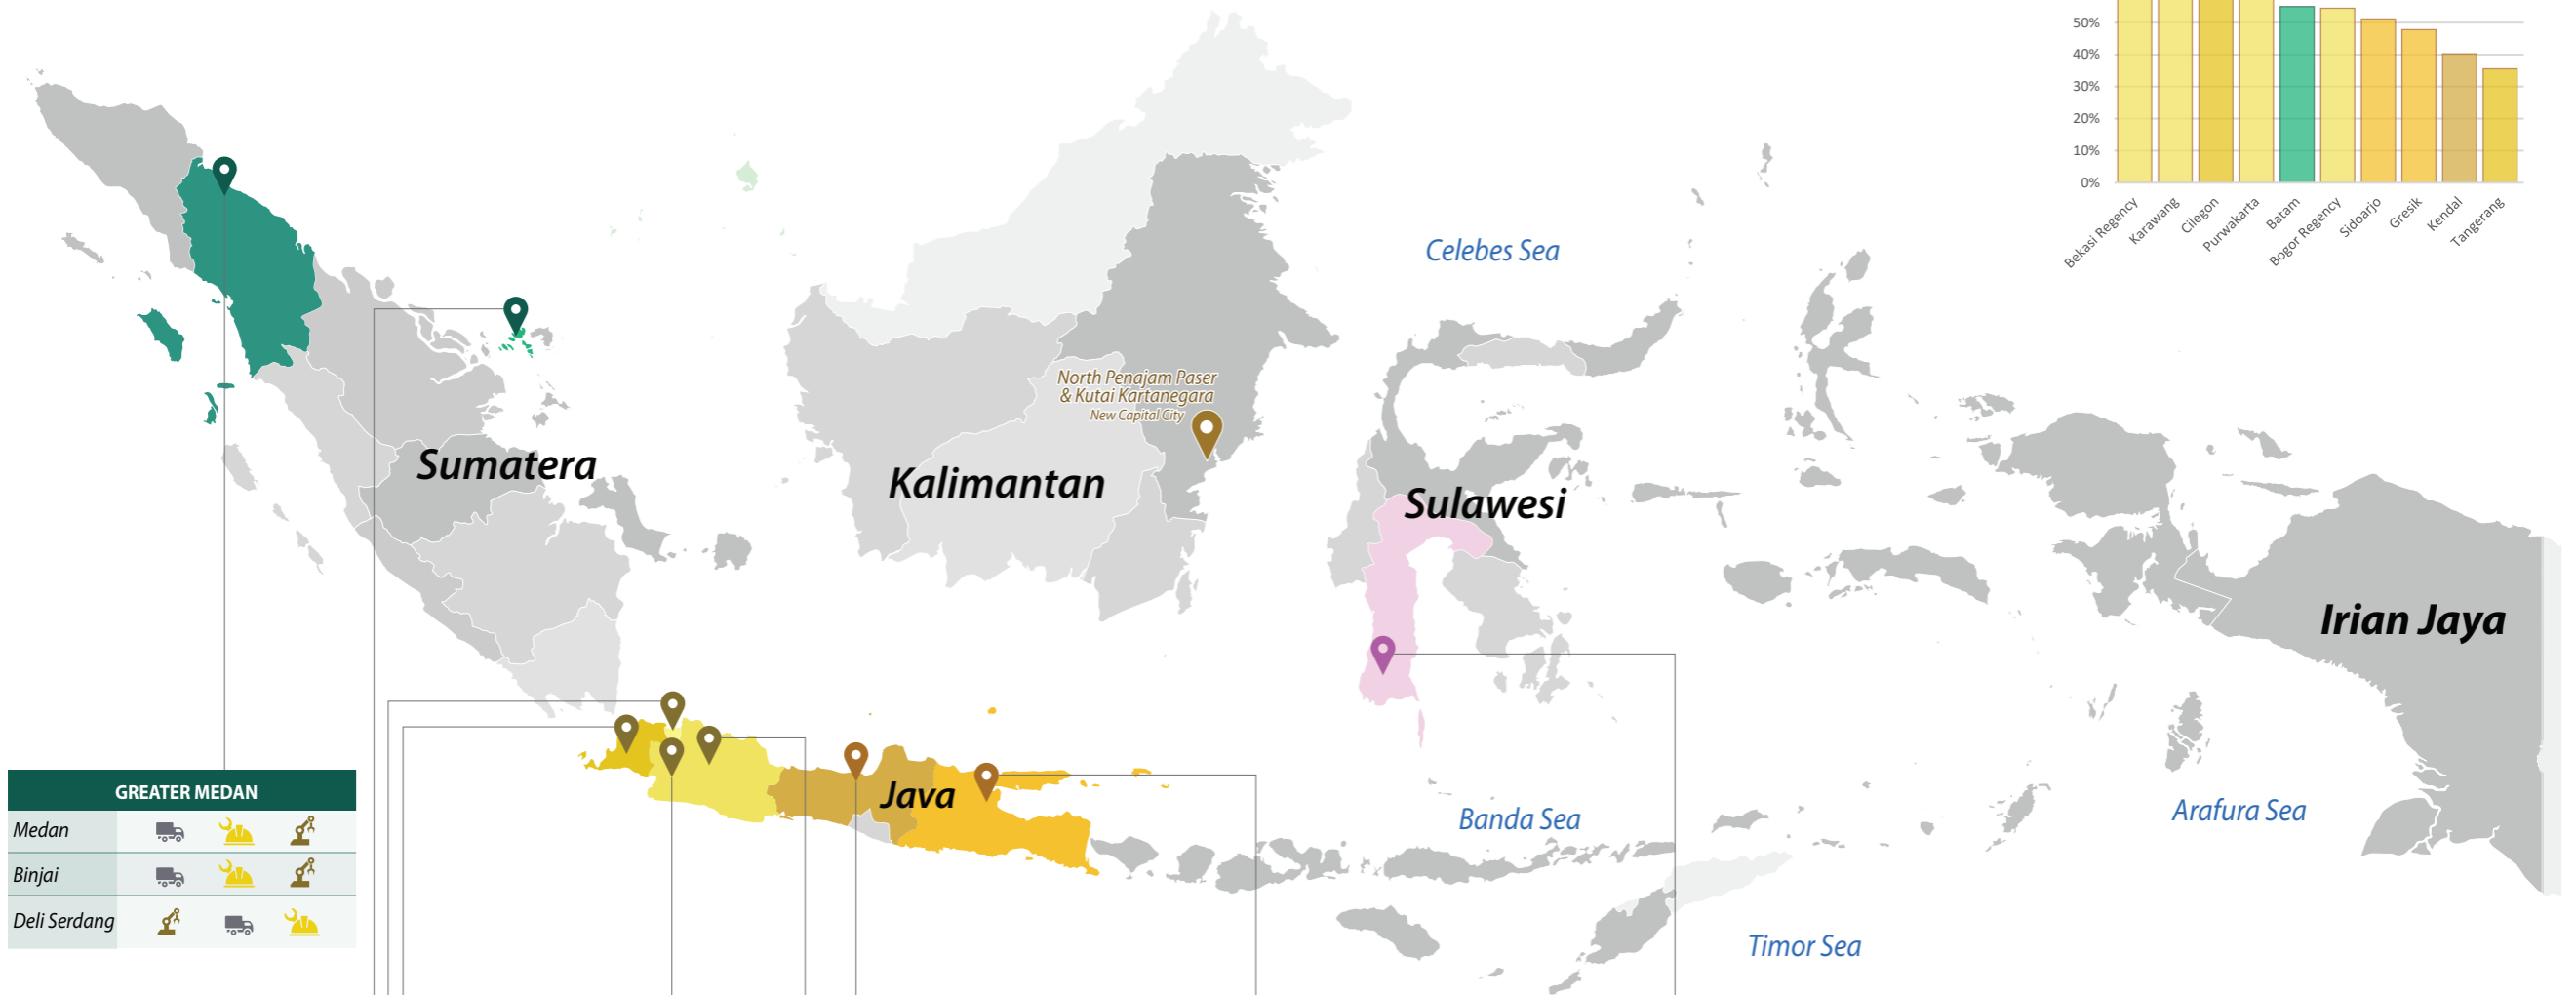 50%
40%
30%
20%
10%
0%
Bekasi Regency
Karawang
Cilegon
Purwakarta
Batam
Bogor Regency
Sidoarjo
Gresik
Kendal
Tangerang
Celebes Sea
North Penajam Paser
& Kutai Kartanegara
New Capital City
Sumatera
Kalimantan
Sulawesi
Irian Jaya
Java
Banda Sea
Arafura Sea
Timor Sea
GREATER MEDAN
Medan
Binjai
Deli Serdang